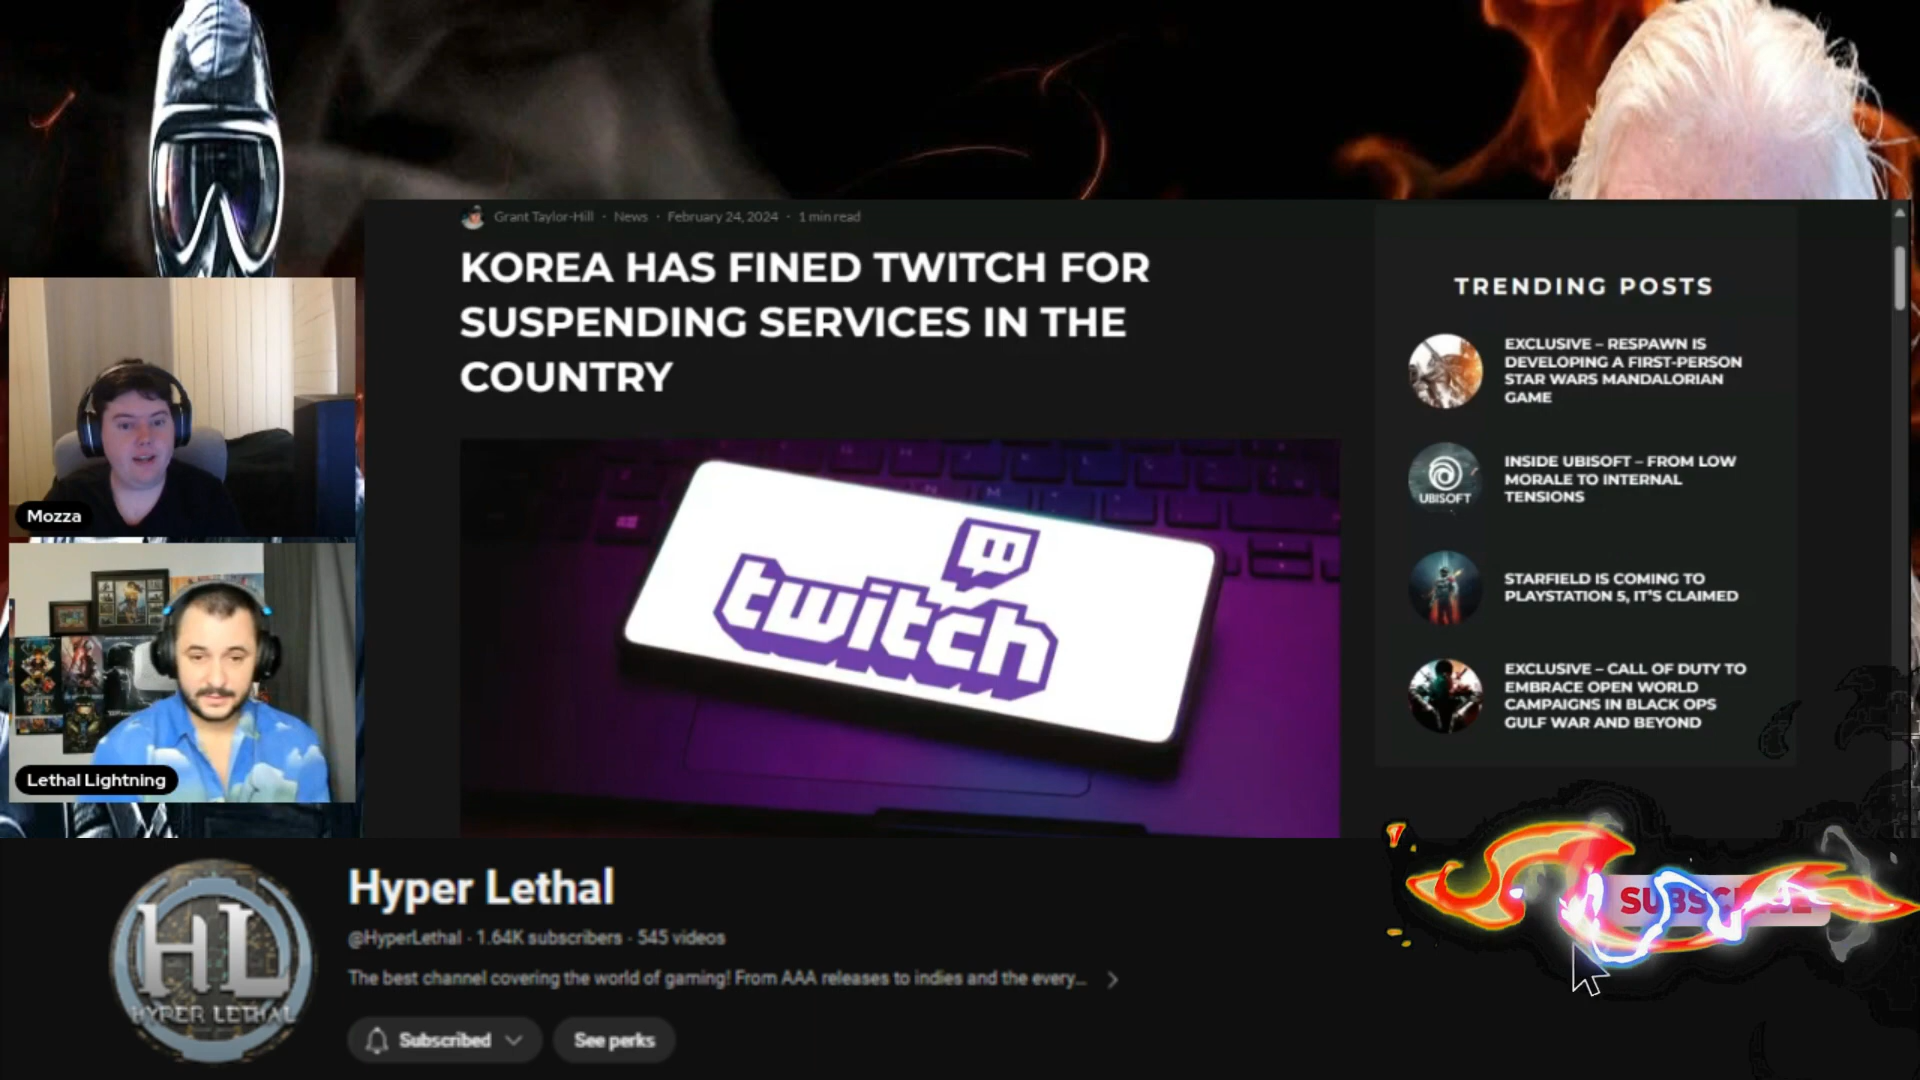 Grant Taylor-Hill · News · February 24, 2024 · 1 min read
KOREA HAS FINED TWITCH FOR
SUSPENDING SERVICES IN THE
COUNTRY
twitch
TRENDING POSTS
EXCLUSIVE – RESPAWN IS
DEVELOPING A FIRST-PERSON
STAR WARS MANDALORIAN
GAME
UBISOFT
INSIDE UBISOFT – FROM LOW
MORALE TO INTERNAL
TENSIONS
STARFIELD IS COMING TO
PLAYSTATION 5, IT'S CLAIMED
EXCLUSIVE – CALL OF DUTY TO
EMBRACE OPEN WORLD
CAMPAIGNS IN BLACK OPS
GULF WAR AND BEYOND
Mozza
Lethal Lightning
HL
HYPER LETHAL
Hyper Lethal
@HyperLethal · 1.64K subscribers · 545 videos
The best channel covering the world of gaming! From AAA releases to indies and the every...
Subscribed
See perks
SUBSCRIBE